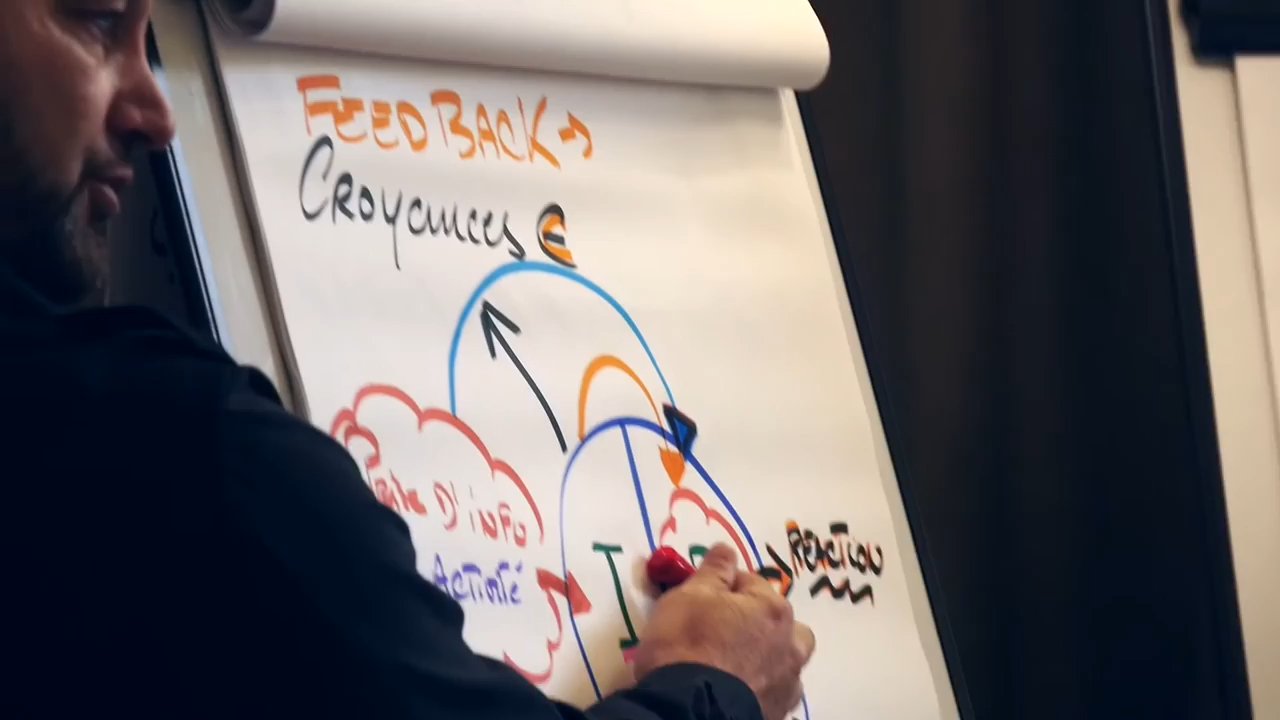 FEEDBACK →
Croyances €
D'info
Activité
Reaction
I